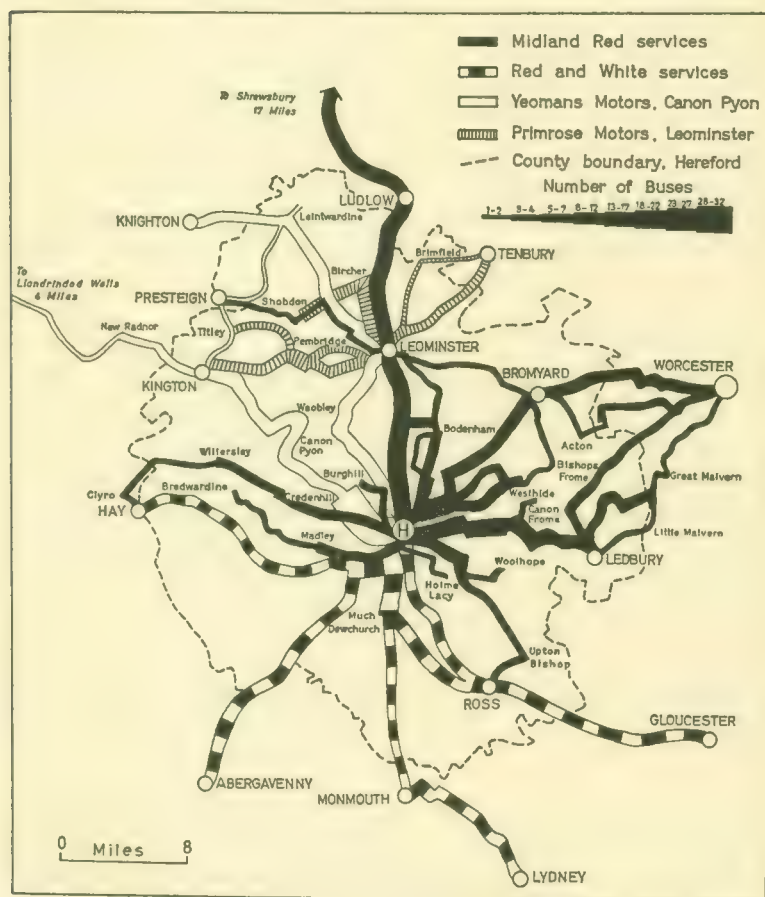 Midland Red services
Red and White services
Yeomans Motors, Canon Pyon
Primrose Motors, Leominster
County boundary, Hereford
Number of Buses
1-2 3-4 5-7 8-12 13-17 18-22 23-27 28-32
To Shrewsbury
17 Miles
LUDLOW
KNIGHTON
Leintwardine
Brimfield
TENBURY
To
Llandrindod Wells
6 Miles
Bircher
PRESTEIGN
Shobdon
New Radnor
Titley
Pembridge
LEOMINSTER
KINGTON
BROMYARD
WORCESTER
Weobley
Bodenham
Canon
Pyon
Acton
Willersley
Burghill
Bishops
Frome
Clyro
Bredwardine
Credenhill
Westhide
Great Malvern
HAY
Canon
Frome
H
Madley
Little Malvern
Woolhope
LEDBURY
Holme
Lacy
Much
Dewchurch
Upton
Bishop
ROSS
GLOUCESTER
ABERGAVENNY
MONMOUTH
0 Miles 8
LYDNEY